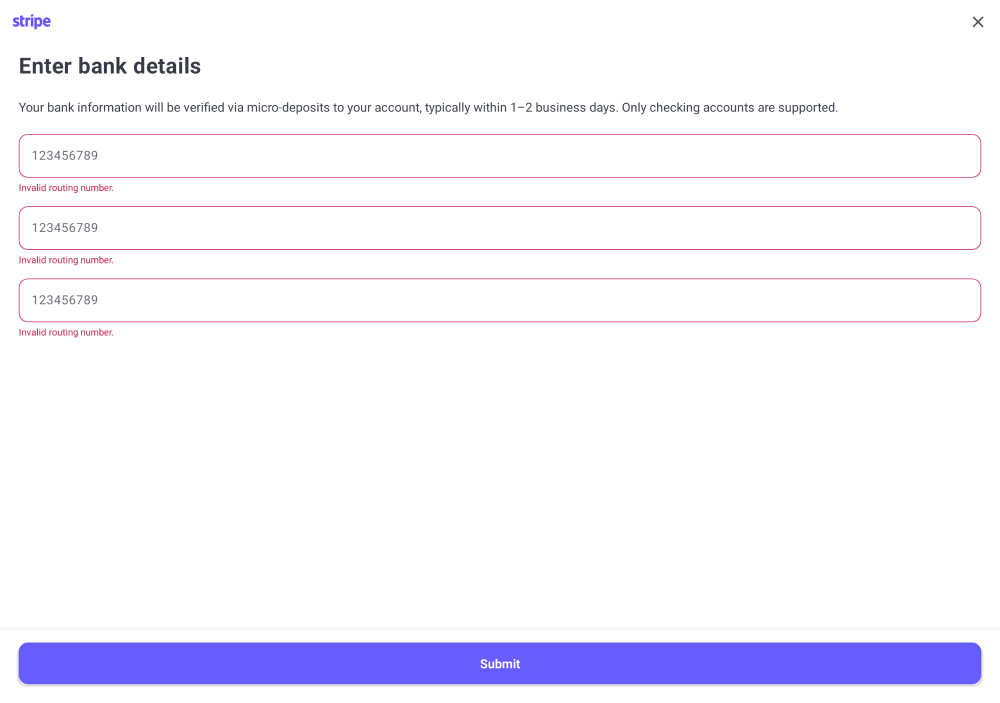 stripe
Enter bank details
Your bank information will be verified via micro-deposits to your account, typically within 1–2 business days. Only checking accounts are supported.
123456789
Invalid routing number.
123456789
Invalid routing number.
123456789
Invalid routing number.
Submit